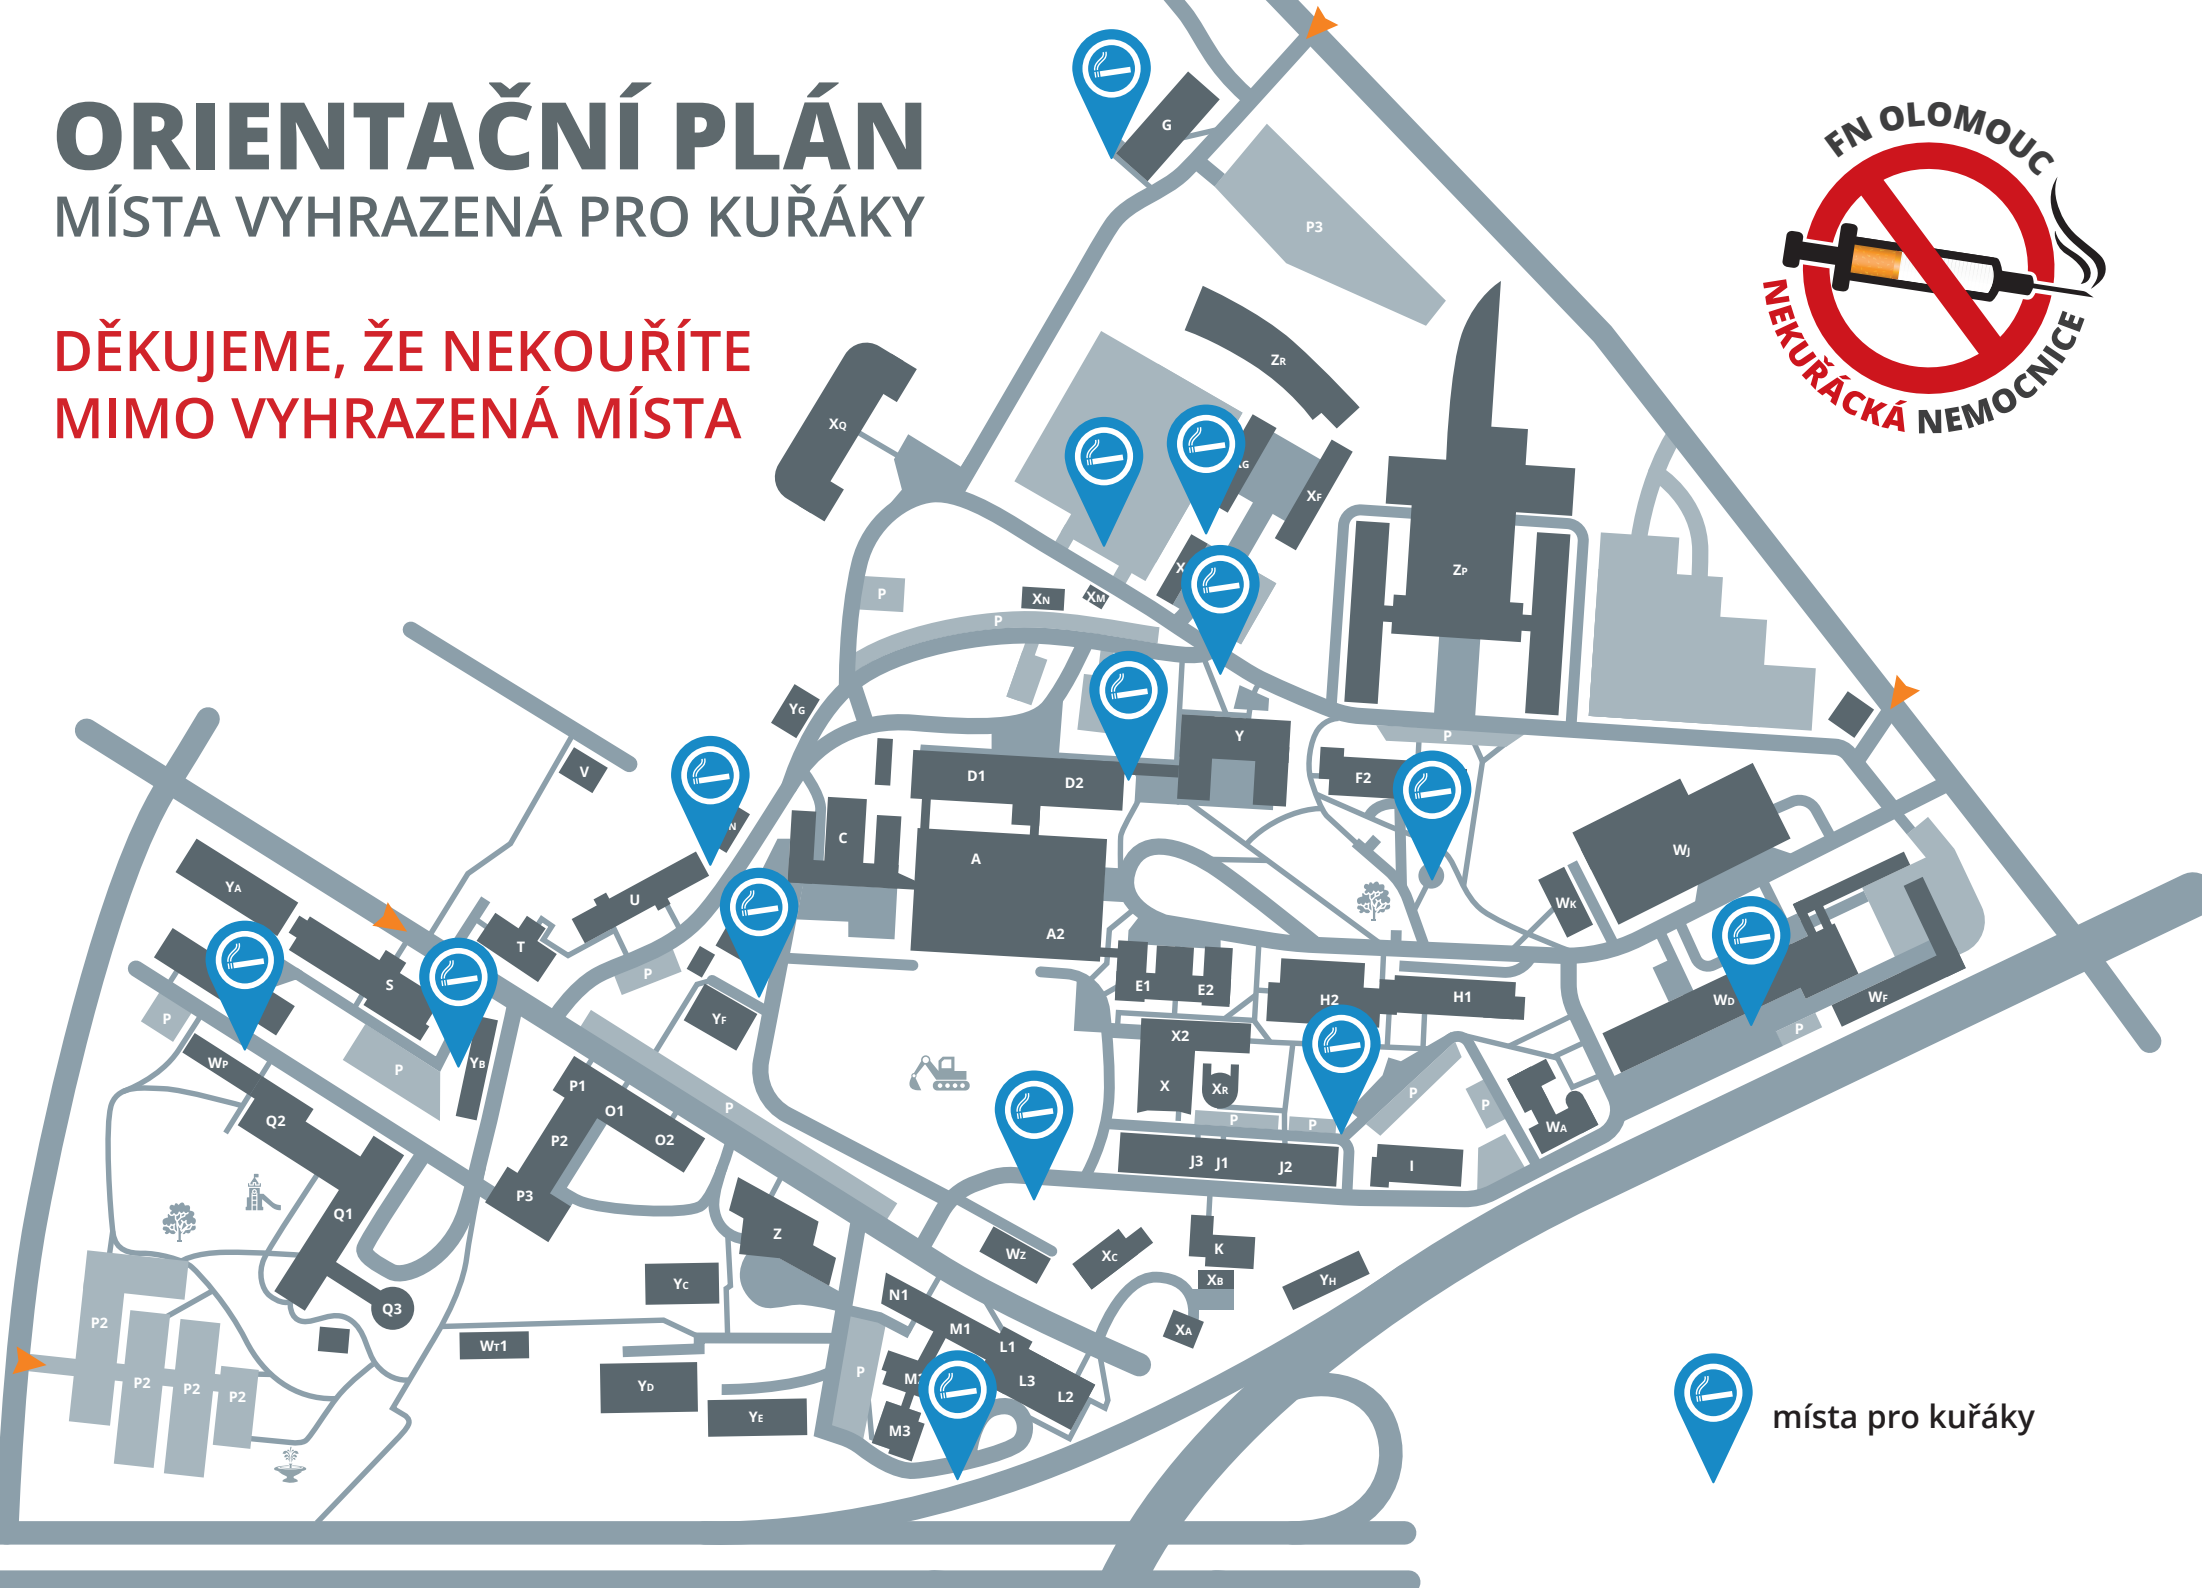 ORIENTAČNÍ PLÁN
MÍSTA VYHRAZENÁ PRO KUŘÁKY
DĚKUJEME, ŽE NEKOUŘÍTE
MIMO VYHRAZENÁ MÍSTA
FN OLOMOUC
NEKUŘÁCKÁ NEMOCNICE
G
P3
ZR
XQ
XF
ZP
P
XN
XM
P
YG
Y
P
V
D1
D2
F2
C
A
WJ
YA
U
WK
T
A2
S
P
E1
E2
H2
H1
WD
WF
P
P
YF
X2
P
WP
YB
P
P1
X
XR
P
P
Q2
O1
P
P
P
WA
P2
O2
J3
J1
J2
I
P3
Q1
Z
WZ
XC
K
YC
N1
XB
YH
Q3
P2
M1
XA
WT1
L1
P2
P2
P2
YD
P
L3
L2
YE
M3
místa pro kuřáky